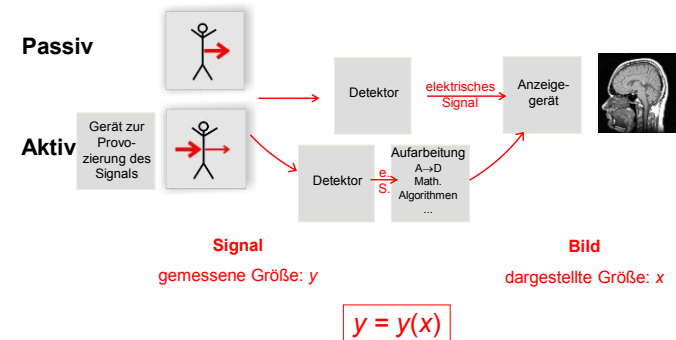 Passiv
Detektor
elektrisches
Signal
Anzeige-
gerät
Aktiv
Gerät zur
Provo-
zierung des
Signals
Detektor
e.
S.
Aufarbeitung
A→D
Math.
Algorithmen
...
Signal
gemessene Größe: y
Bild
dargestellte Größe: x
y = y(x)